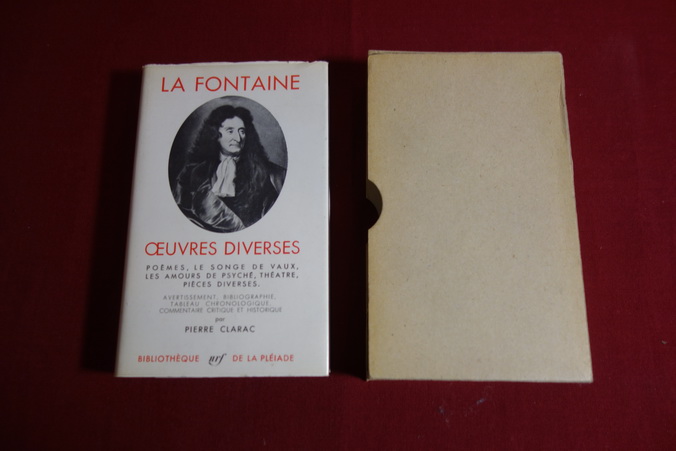 LA FONTAINE
ŒUVRES DIVERSES
POÈMES, LE SONGE DE VAUX,
LES AMOURS DE PSYCHÉ, THÉATRE,
PIÈCES DIVERSES.
AVERTISSEMENT, BIBLIOGRAPHIE,
TABLEAU CHRONOLOGIQUE,
COMMENTAIRE CRITIQUE ET HISTORIQUE
par
PIERRE CLARAC
BIBLIOTHÈQUE nrf DE LA PLÉIADE